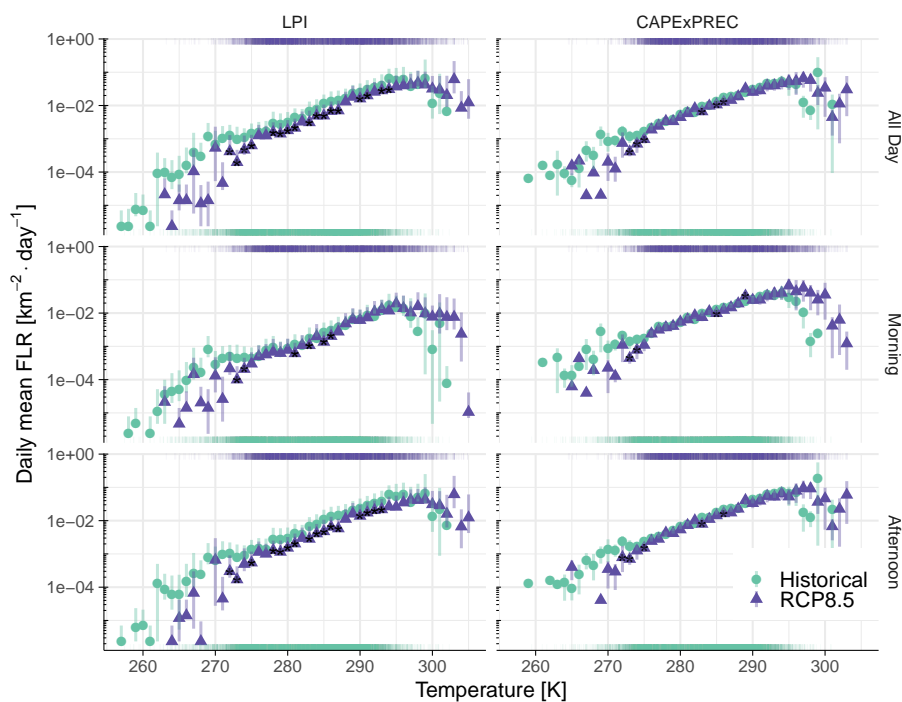 LPI
CAPExPREC
Daily mean FLR [km⁻² · day⁻¹]
1e+00
1e−02
1e−04
All Day
1e+00
1e−02
1e−04
Morning
1e+00
1e−02
1e−04
Afternoon
Historical
RCP8.5
260 270 280 290 300 260 270 280 290 300
Temperature [K]